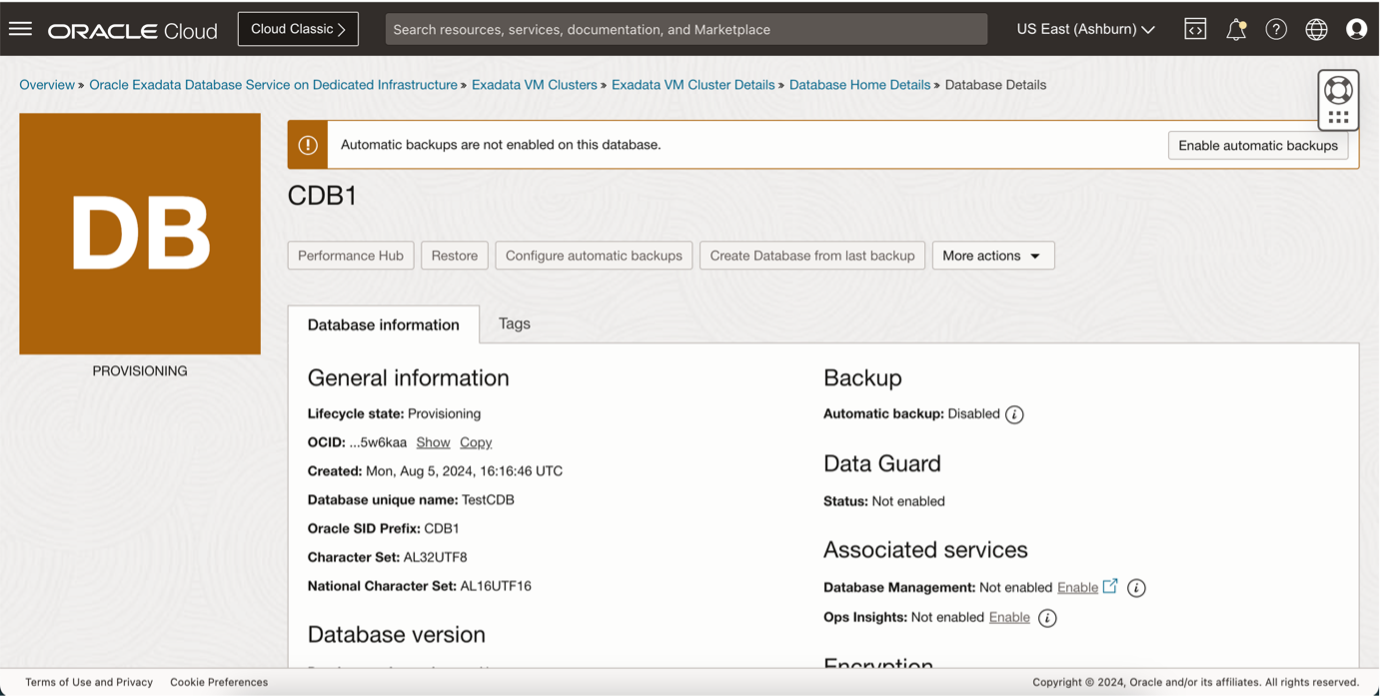 ORACLE Cloud Cloud Classic > Search resources, services, documentation, and Marketplace US East (Ashburn)
Overview » Oracle Exadata Database Service on Dedicated Infrastructure » Exadata VM Clusters » Exadata VM Cluster Details » Database Home Details » Database Details
Automatic backups are not enabled on this database. Enable automatic backups
DB
CDB1
Performance Hub Restore Configure automatic backups Create Database from last backup More actions
PROVISIONING
Database information Tags
General information
Lifecycle state: Provisioning
OCID: ...5w6kaa Show Copy
Created: Mon, Aug 5, 2024, 16:16:46 UTC
Database unique name: TestCDB
Oracle SID Prefix: CDB1
Character Set: AL32UTF8
National Character Set: AL16UTF16
Database version
Backup
Automatic backup: Disabled
Data Guard
Status: Not enabled
Associated services
Database Management: Not enabled Enable
Ops Insights: Not enabled Enable
Encryption
Terms of Use and Privacy Cookie Preferences Copyright © 2024, Oracle and/or its affiliates. All rights reserved.